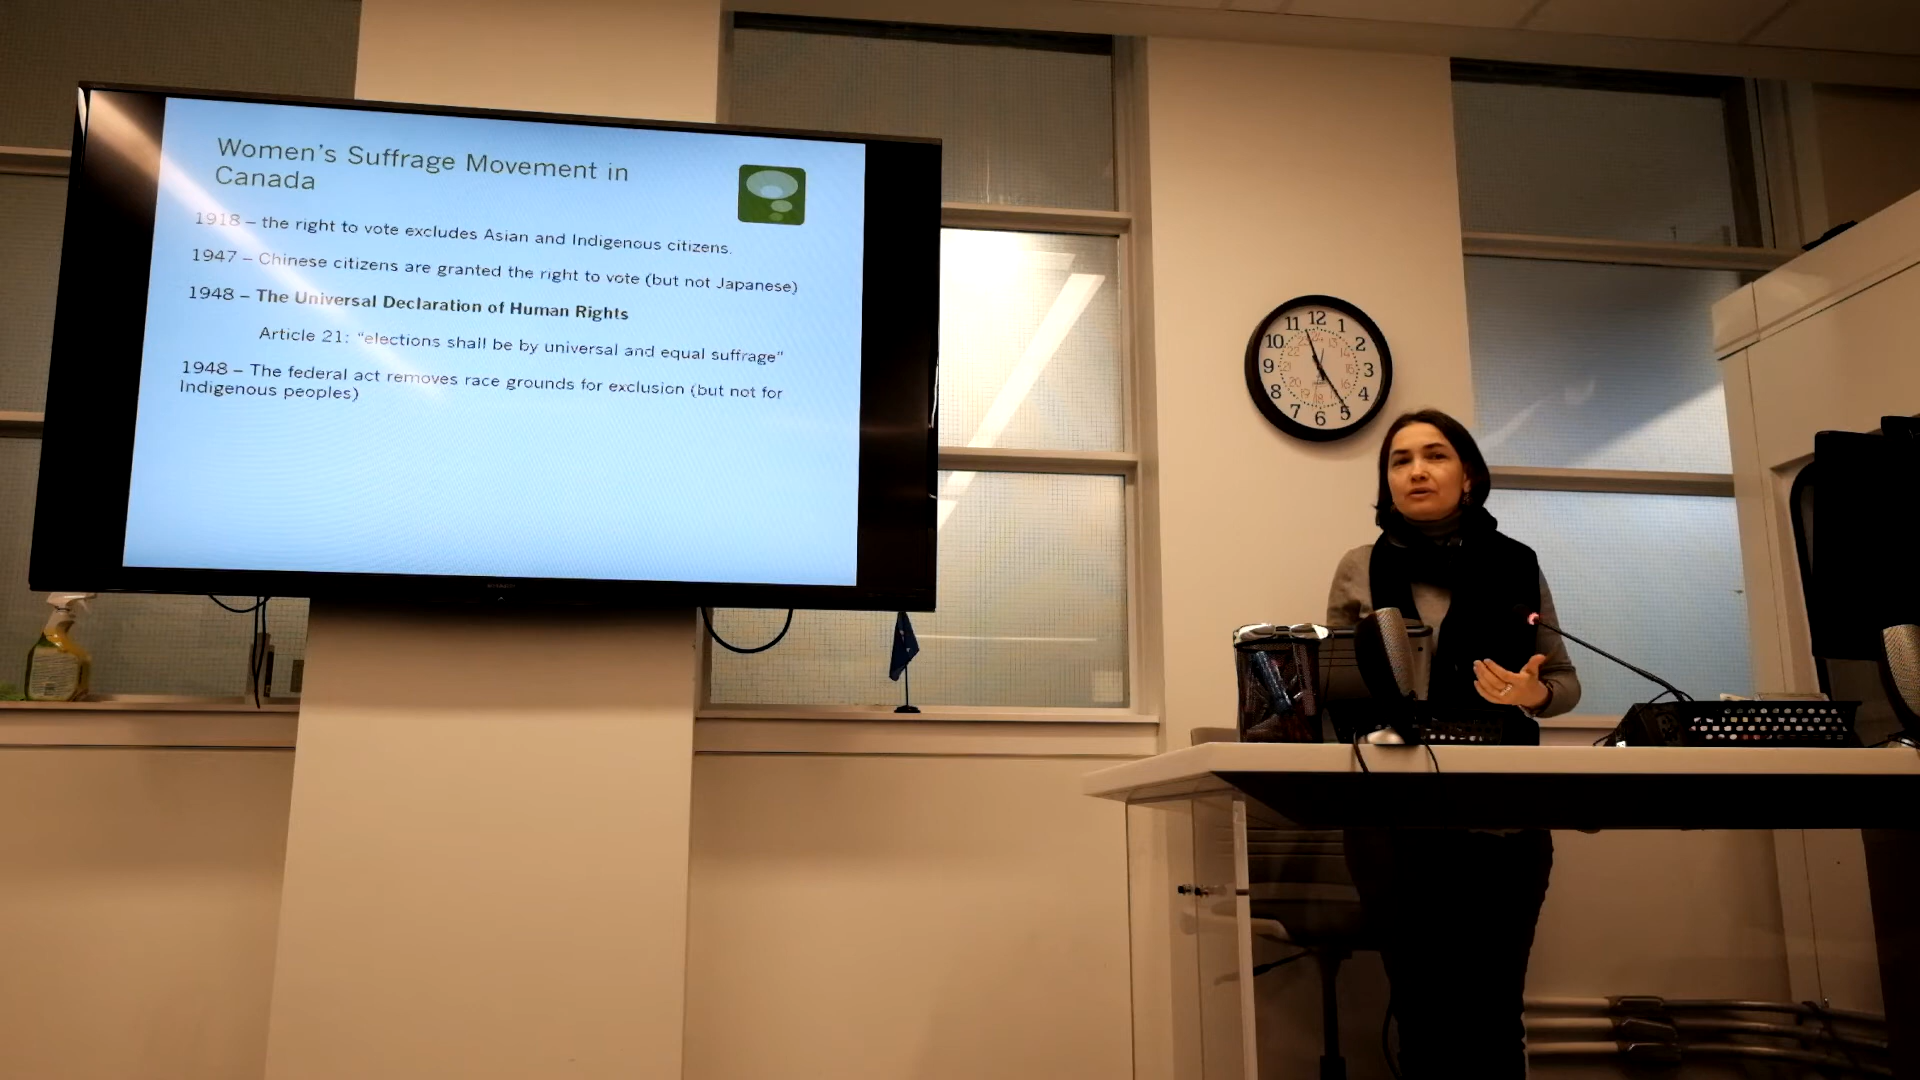 Women's Suffrage Movement in
Canada
1918 – the right to vote excludes Asian and Indigenous citizens.
1947 – Chinese citizens are granted the right to vote (but not Japanese)
1948 – The Universal Declaration of Human Rights
Article 21: "elections shall be by universal and equal suffrage"
1948 – The federal act removes race grounds for exclusion (but not for
Indigenous peoples)
11 12 1
10 2
9 3
8 4
7 6 5